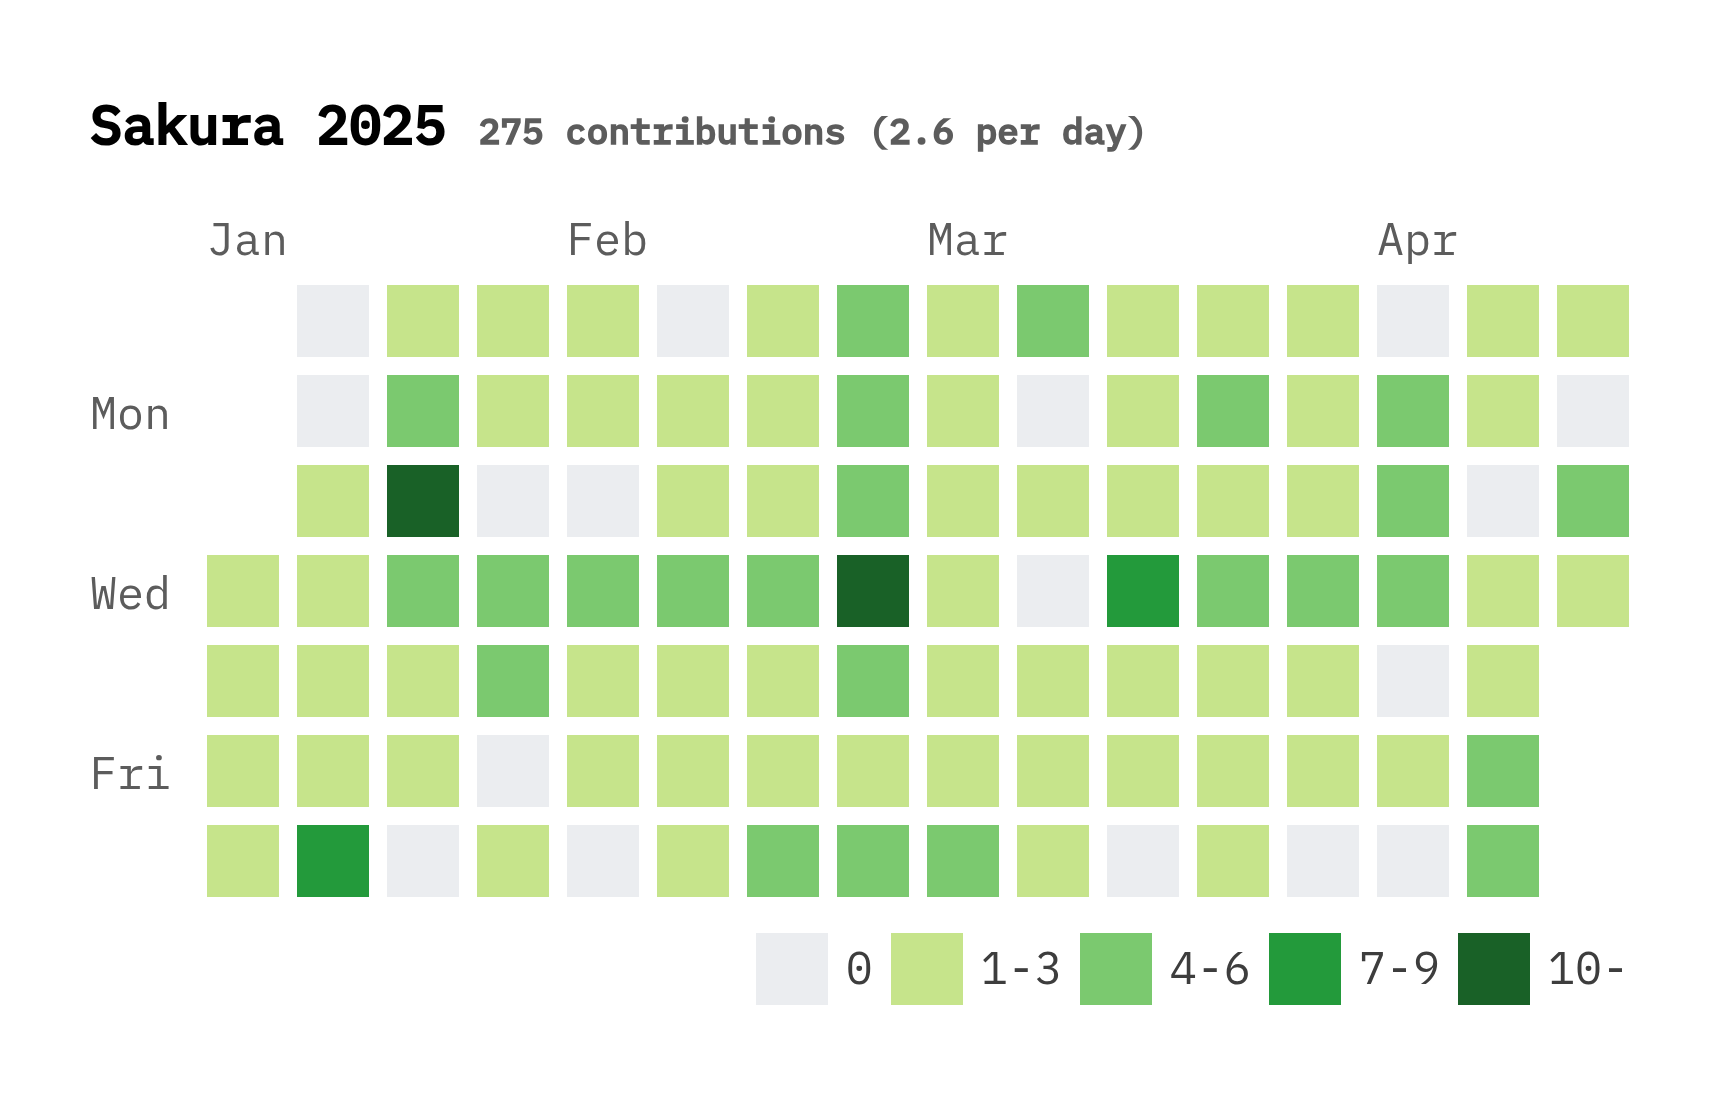 Sakura 2025 275 contributions (2.6 per day)
Jan Feb Mar Apr
Mon
Wed
Fri
0 1-3 4-6 7-9 10-